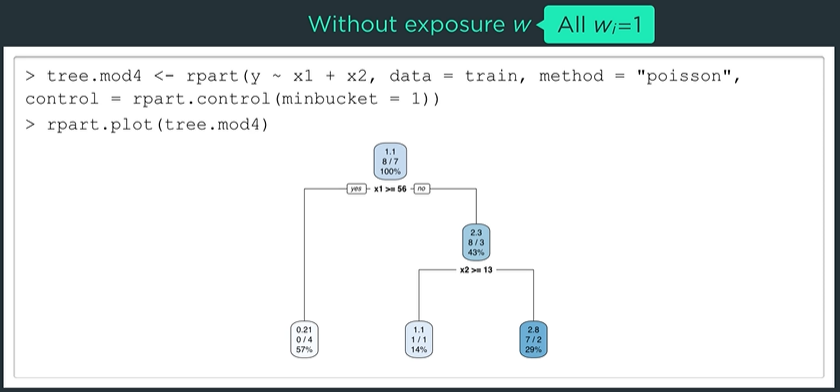 Without exposure w All wᵢ=1
> tree.mod4 <- rpart(y ~ x1 + x2, data = train, method = "poisson",
control = rpart.control(minbucket = 1))
> rpart.plot(tree.mod4)
1.1
8 / 7
100%
yes x1 >= 56 no
2.3
8 / 3
43%
x2 >= 13
0.21
0 / 4
57%
1.1
1 / 1
14%
2.8
7 / 2
29%